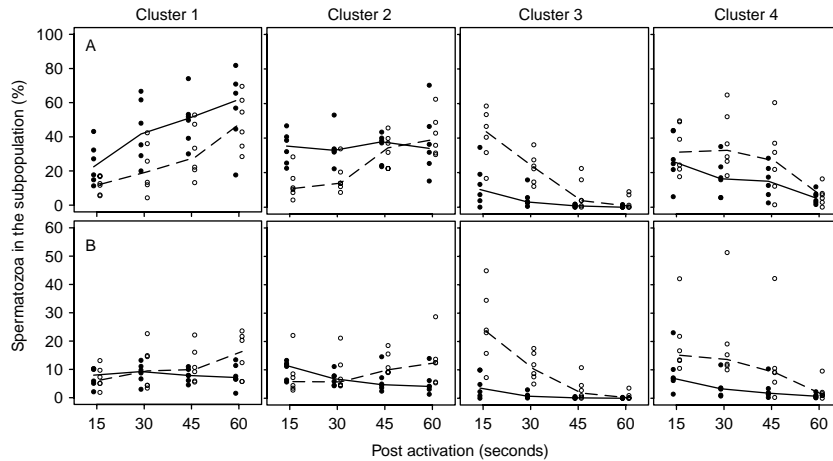 Cluster 1 Cluster 2 Cluster 3 Cluster 4
A
100
80
60
40
20
0
B
60
50
40
30
20
10
0
Spermatozoa in the subpopulation (%)
15 30 45 60 15 30 45 60 15 30 45 60 15 30 45 60
Post activation (seconds)